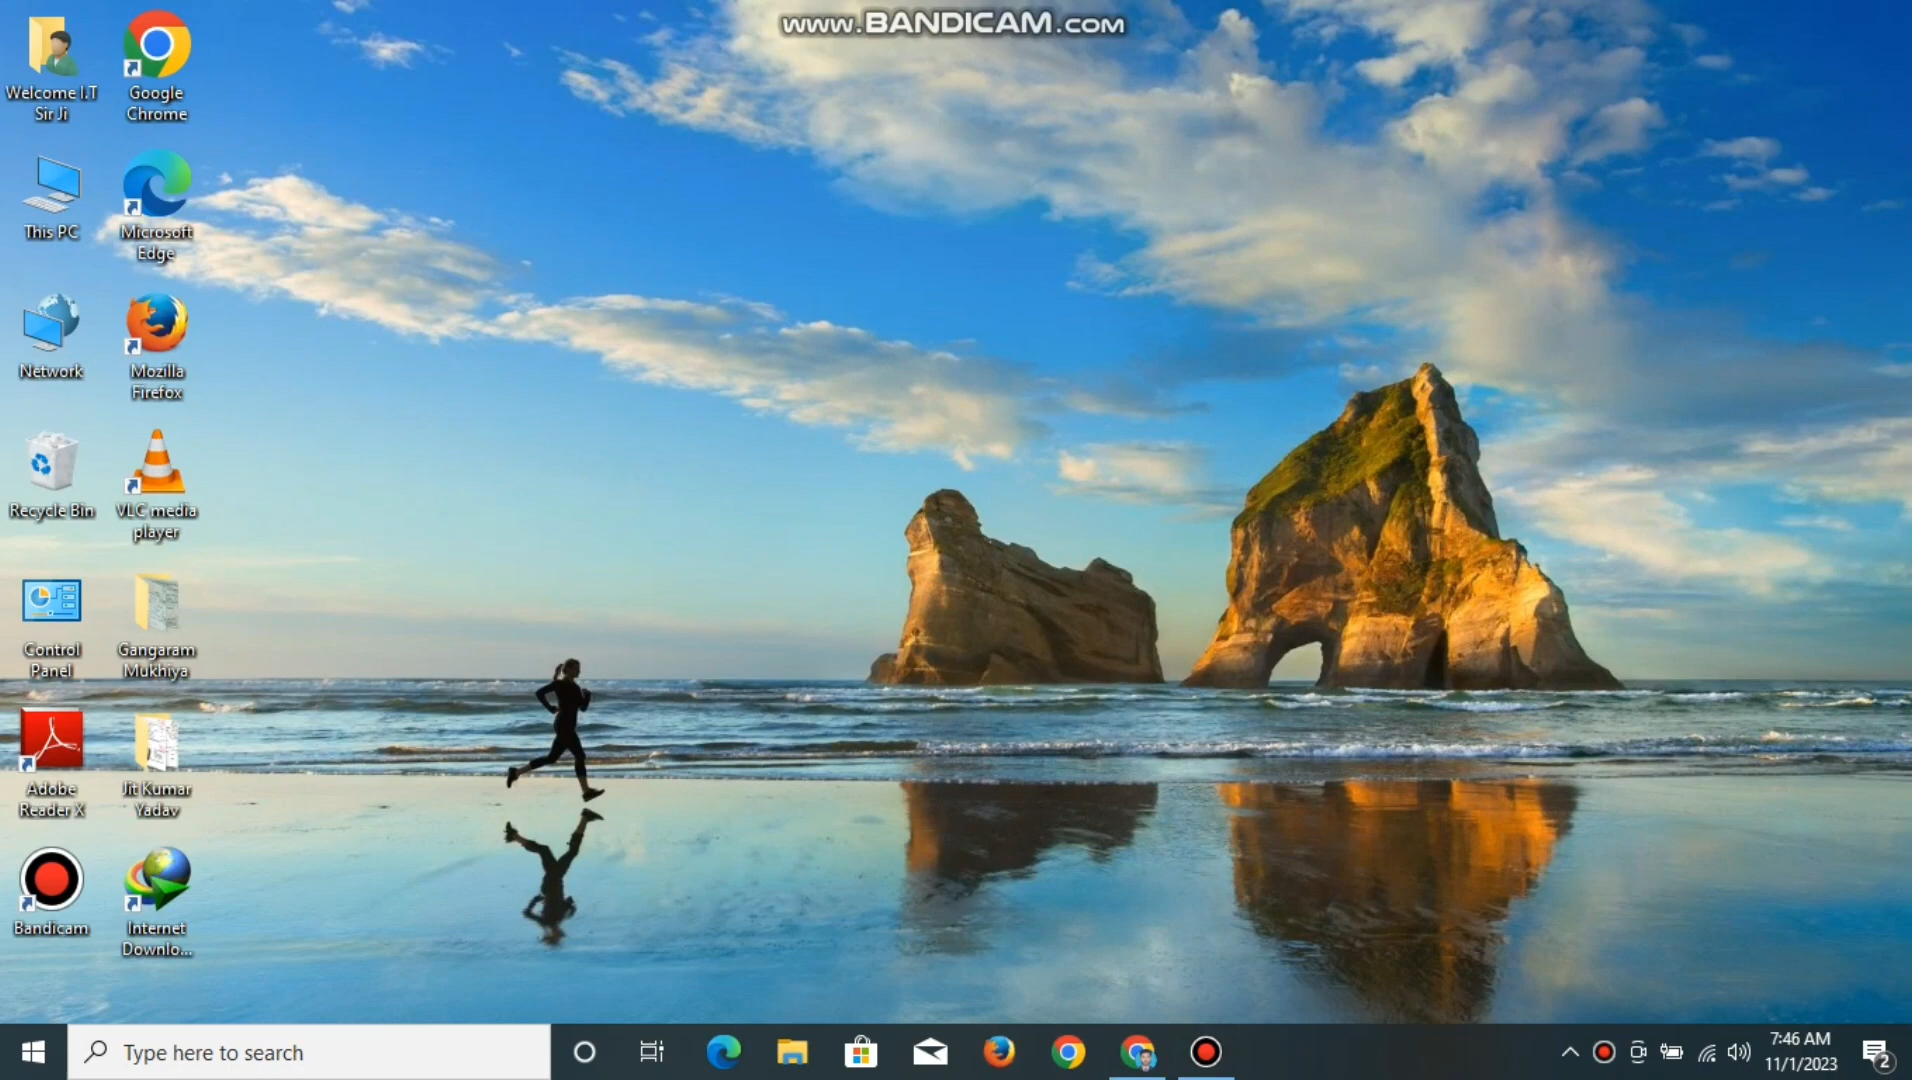 www.BANDICAM.com
Welcome I.T
Sir Ji
Google
Chrome
This PC
Microsoft
Edge
Network
Mozilla
Firefox
Recycle Bin
VLC media
player
Control
Panel
Gangaram
Mukhiya
Adobe
Reader X
Jit Kumar
Yadav
Bandicam
Internet
Downlo...
Type here to search
7:46 AM
11/1/2023
2